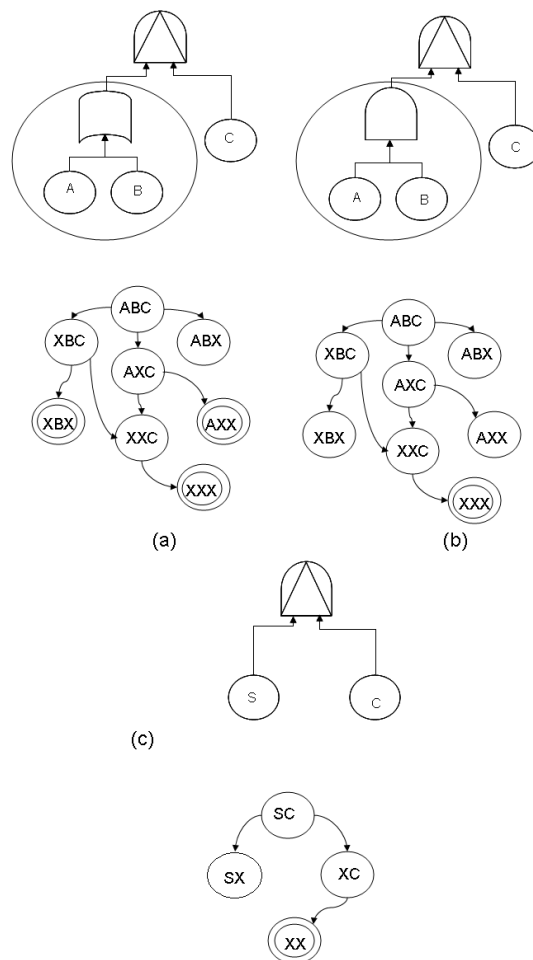 C
C
A
B
A
B
ABC
XBC
ABX
AXC
XBX
XXC
AXX
XXX
ABC
XBC
ABX
AXC
XBX
XXC
AXX
XXX
(a)
(b)
S
C
(c)
SC
SX
XC
XX